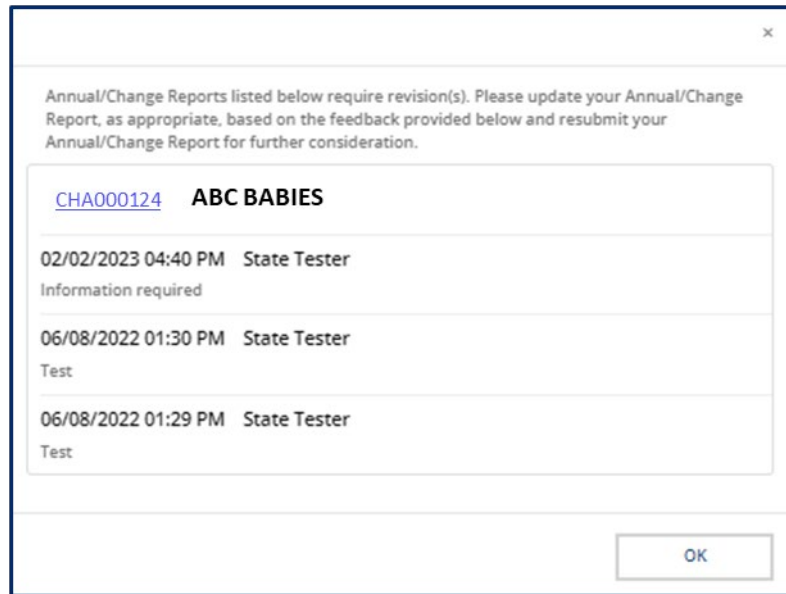 ×
Annual/Change Reports listed below require revision(s). Please update your Annual/Change
Report, as appropriate, based on the feedback provided below and resubmit your
Annual/Change Report for further consideration.
CHA000124 ABC BABIES
02/02/2023 04:40 PM State Tester
Information required
06/08/2022 01:30 PM State Tester
Test
06/08/2022 01:29 PM State Tester
Test
OK